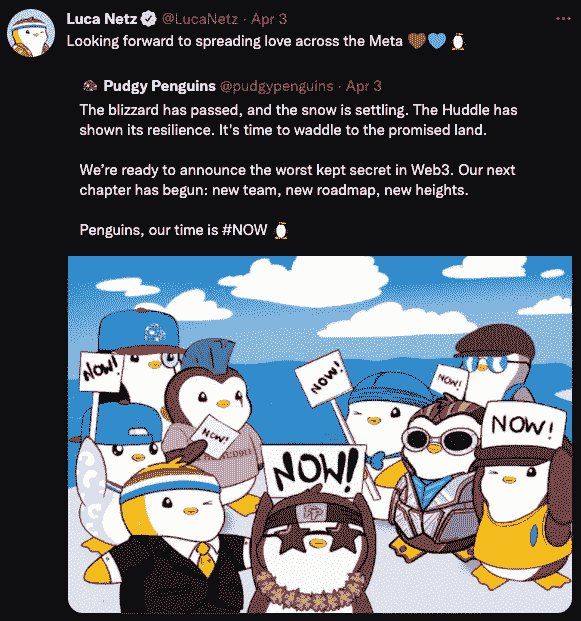 Luca Netz @LucaNetz · Apr 3
Looking forward to spreading love across the Meta
Pudgy Penguins @pudgypenguins · Apr 3
The blizzard has passed, and the snow is settling. The Huddle has
shown its resilience. It's time to waddle to the promised land.
We're ready to announce the worst kept secret in Web3. Our next
chapter has begun: new team, new roadmap, new heights.
Penguins, our time is #NOW
NOW!
NOW!
NOW!
NOW!
NOW!
NOW!